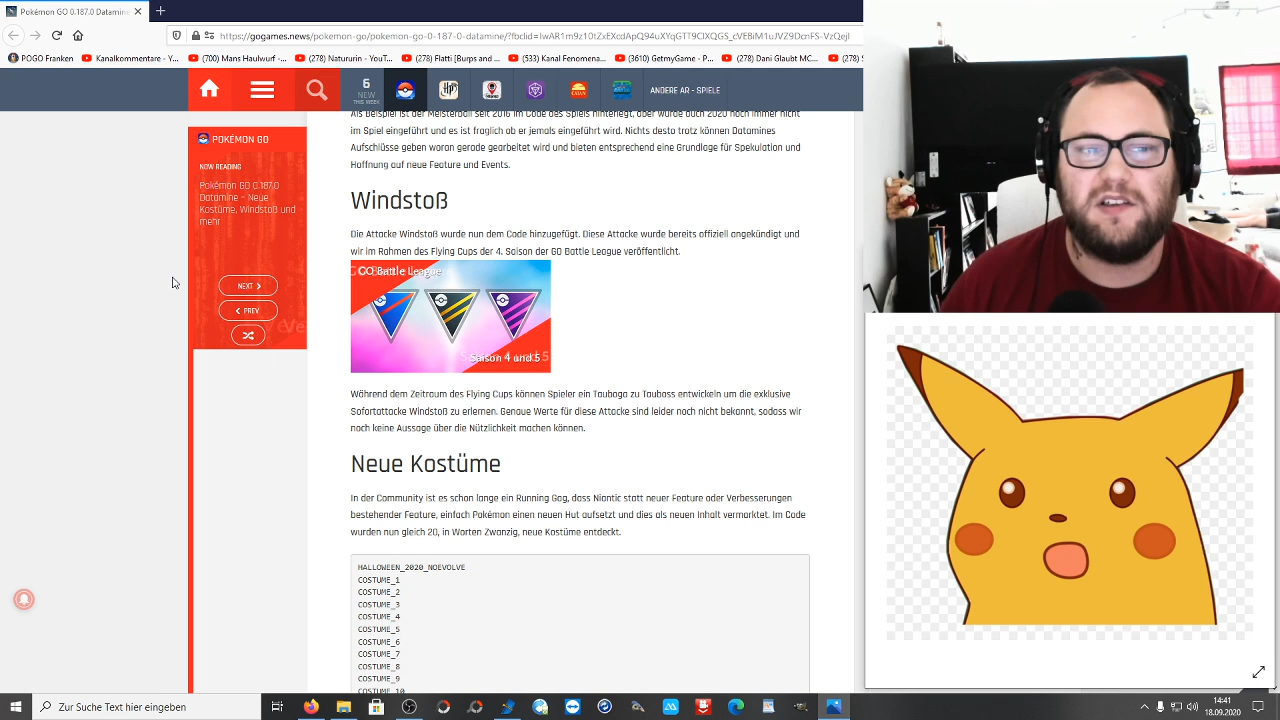 Pokémon GO 0.187.0 Datamine
https://gogames.news/pokemon-go/pokemon-go-0-187-0-datamine/?fbclid=
POGO Franken
Kanalkommentare - Y...
(700) Mans Haulwurf - ...
(278) Natururin - YouT...
(278) Flatti [Burps and ...
(533) Kanal Fenomena...
(3610) GetmyGame - P...
(278) Dani Glaubt MC...
6
NEW
THIS WEEK
ANDERE AR - SPIELE
POKÉMON GO
NOW READING
Pokémon GO 0.187.0
Datamine – Neue
Kostüme, Windstoß und
mehr
NEXT
PREV
Als Beispiel ist der Meisterball seit 2016 im Code des Spiels hinterlegt, aber wurde auch 2020 noch immer nicht
im Spiel eingeführt und es ist fraglich ob er jemals eingeführt wird. Nichts desto tratz können Datamines
Aufschlüsse geben woran gerade gearbeitet wird und bieten entsprechend eine Grundlage für Spekulation und
Hoffnung auf neue Feature und Events.
Windstoß
Die Attacke Windstoß wurde nun dem Code hinzugefügt. Diese Attacke wurde bereits offiziell angekündigt und
wir im Rahmen des Flying Cups der 4. Saison der GO Battle League veröffentlicht.
GO Battle League
Saison 4 und 5
Während dem Zeitraum des Flying Cups können Spieler ein Tauboga zu Tauboss entwickeln um die exklusive
Sofortattacke Windstoß zu erlernen. Genaue Werte für diese Attacke sind leider noch nicht bekannt, sodass wir
noch keine Aussage über die Nützlichkeit machen können.
Neue Kostüme
In der Community ist es schon lange ein Running Gag, dass Niantic statt neuer Feature oder Verbesserungen
bestehender Feature, einfach Pokémon einen neuen Hut aufsetzt und dies als neuen Inhalt vermarktet. Im Code
wurden nun gleich 20, in Worten Zwanzig, neue Kostüme entdeckt.
HALLOWEEN_2020_NOEVOLVE
COSTUME_1
COSTUME_2
COSTUME_3
COSTUME_4
COSTUME_5
COSTUME_6
COSTUME_7
COSTUME_8
COSTUME_9
COSTUME_10
Zur Suche Text hier eingeben
14:41
18.09.2020